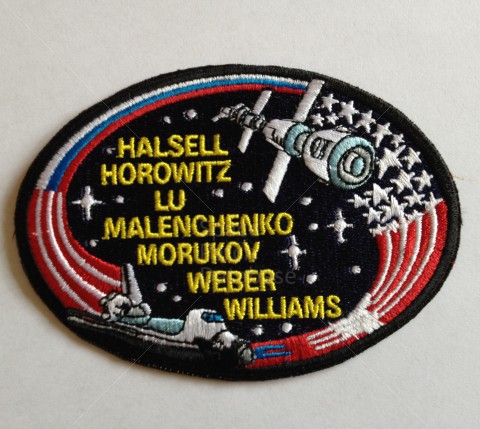 HALSELL
HOROWITZ
LU
MALENCHENKO
MORUKOV
WEBER
WILLIAMS